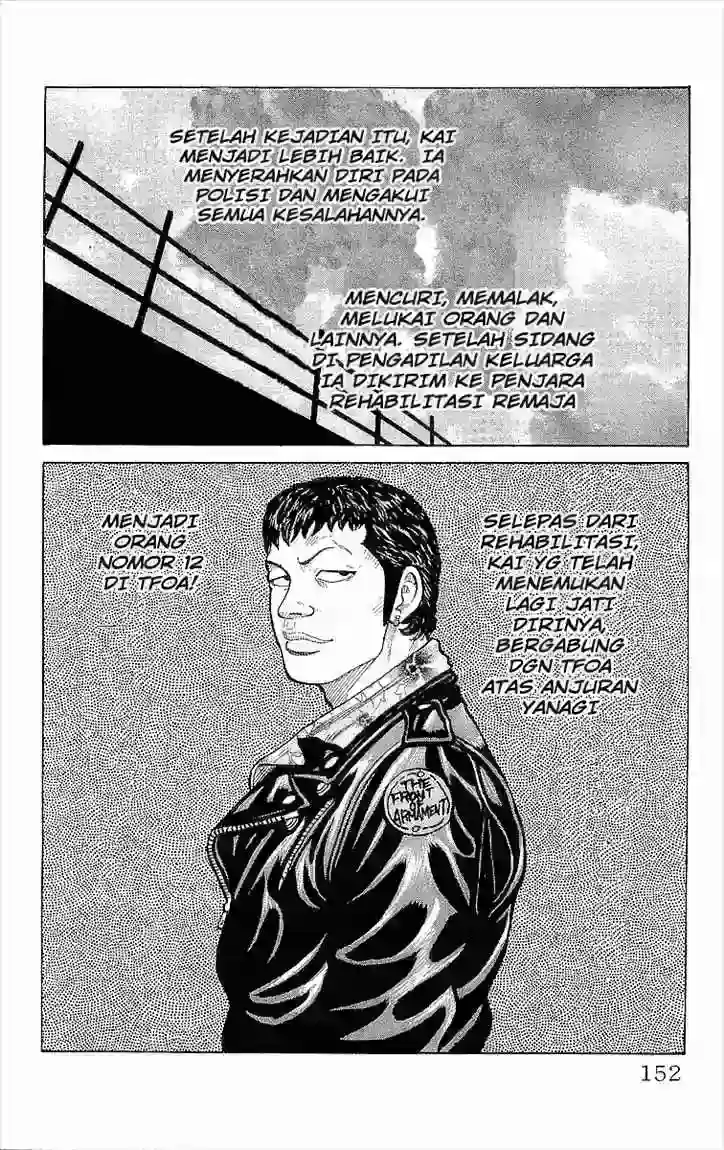 SETELAH KEJADIAN ITU, KAI
MENJADI LEBIH BAIK. IA
MENYERAHKAN DIRI PADA
POLISI DAN MENGAKUI
SEMUA KESALAHANNYA.
MENCURI, MEMALAK,
MELUKAI ORANG DAN
LAINNYA. SETELAH SIDANG
DI PENGADILAN KELUARGA
IA DIKIRIM KE PENJARA
REHABILITASI REMAJA
SELEPAS DARI
REHABILITASI,
KAI YG TELAH
MENEMUKAN
LAGI JATI
DIRINYA,
BERGABUNG
DGN TFOA
ATAS ANJURAN
YANAGI
MENJADI
ORANG
NOMOR 12
DI TFOA!
THE
FRONT
OF
ARMAMENT
152